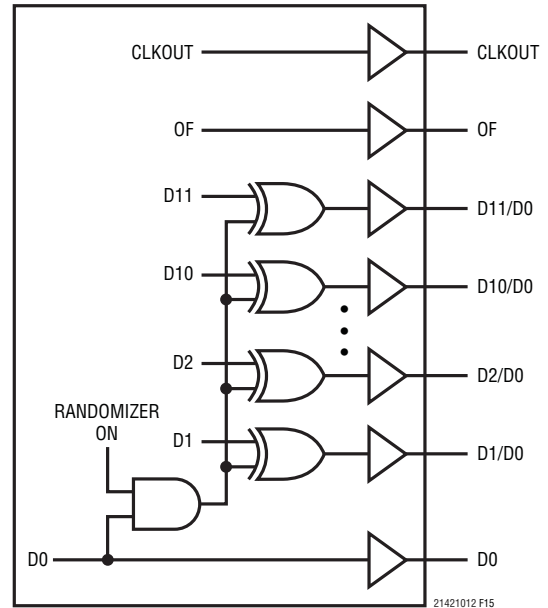 CLKOUT CLKOUT
OF OF
D11 D11/D0
D10 D10/D0
D2 D2/D0
RANDOMIZER
ON
D1 D1/D0
D0 D0
21421012 F15